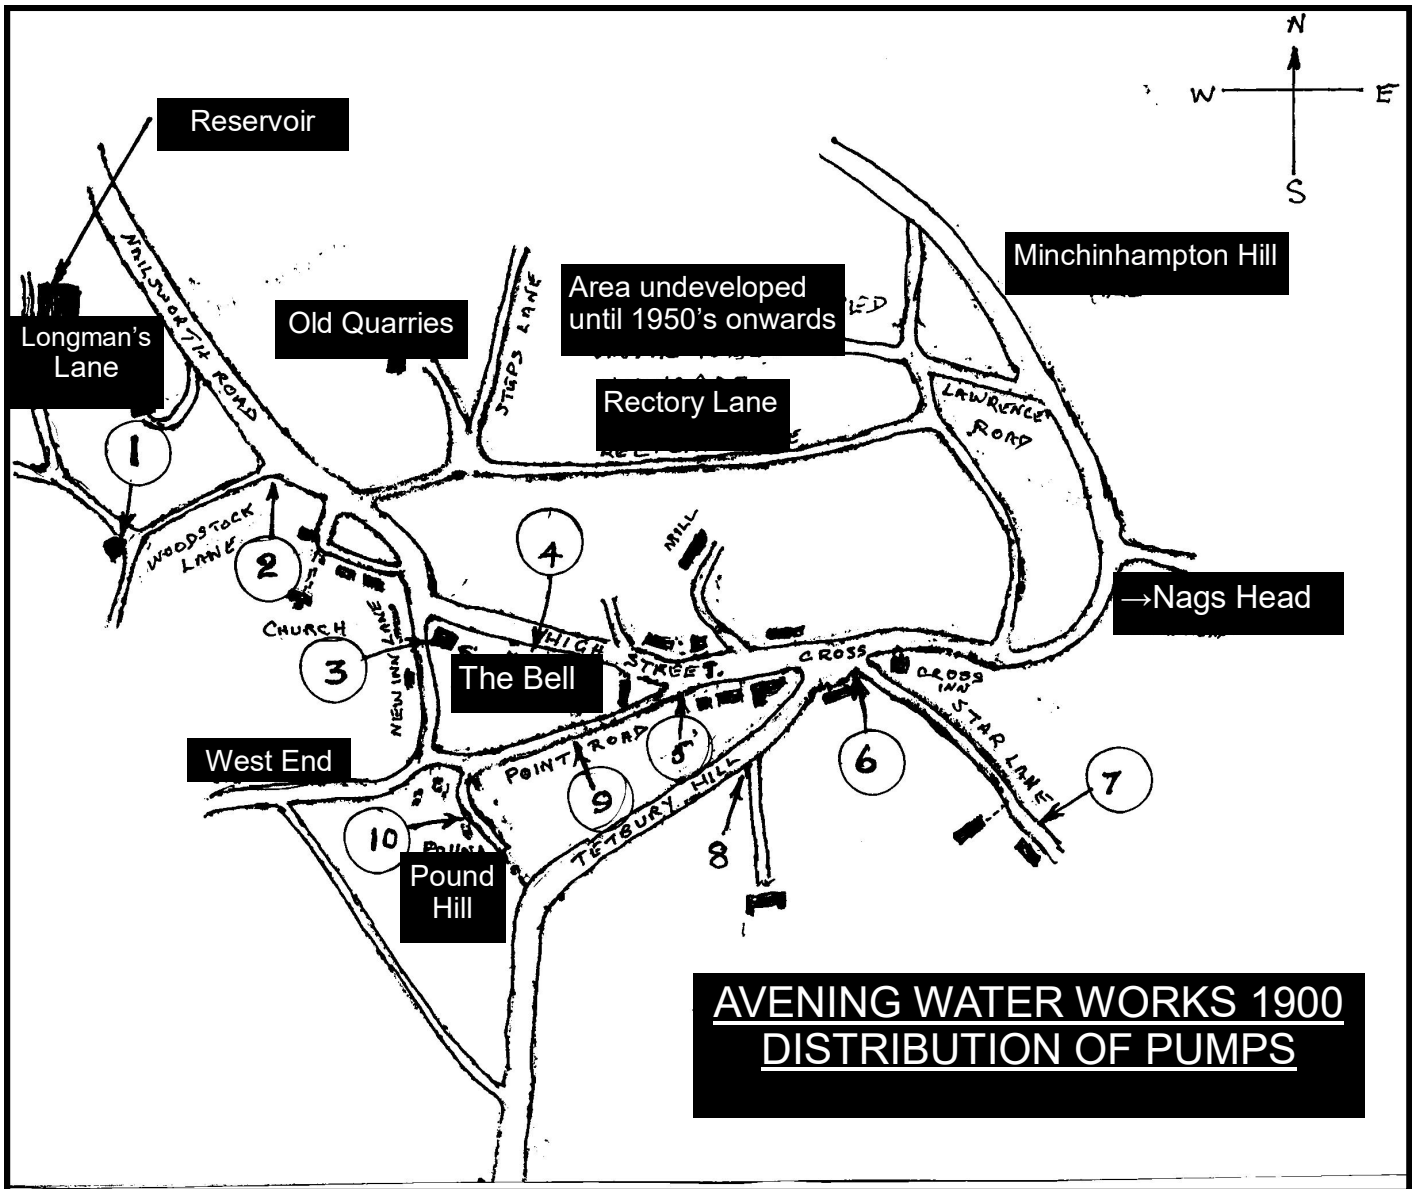 N
W E
S
Reservoir
NAILSWORTH ROAD
Minchinhampton Hill
Area undeveloped
until 1950's onwards
ED
Old Quarries
STEPS LANE
Longman's
Lane
Rectory Lane
LAWRENCE
ROAD
1
WOODSTOCK
LANE
2
4
MILL
→Nags Head
CHURCH
3
NEW INN LANE
HIGH
STREET.
The Bell
CROSS
CROSS
INN
STAR LANE
West End
POINT ROAD
5
6
7
9
TETBURY HILL
10
8
Pound
Hill
AVENING WATER WORKS 1900
DISTRIBUTION OF PUMPS